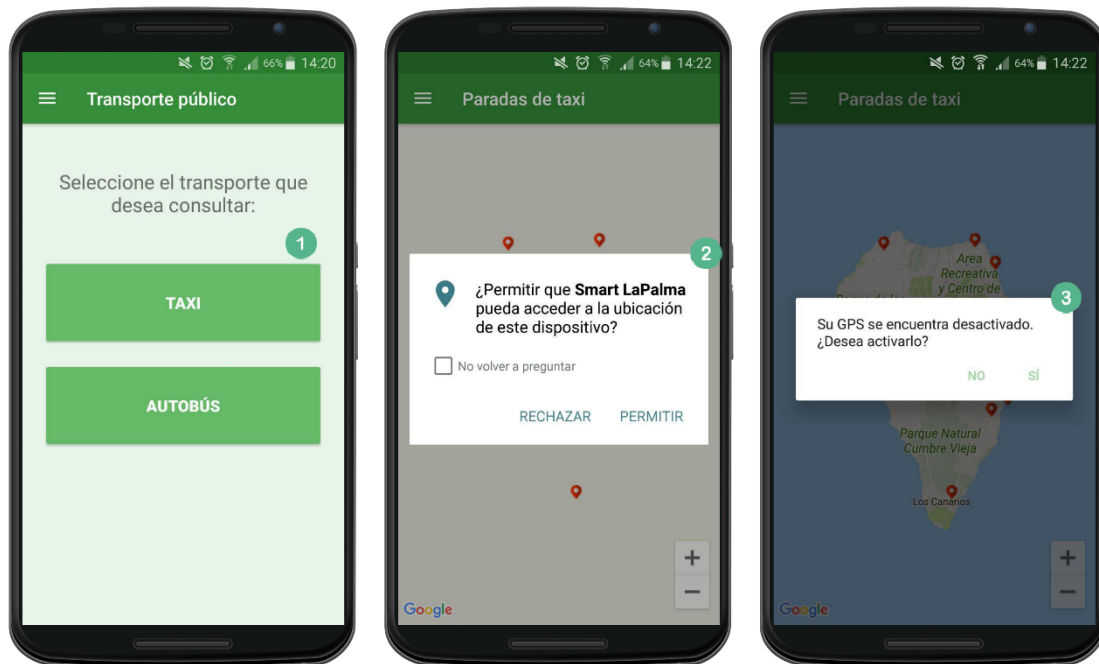 66% 14:20
Transporte público
Seleccione el transporte que
desea consultar:
1
TAXI
AUTOBÚS
64% 14:22
Paradas de taxi
2
¿Permitir que Smart LaPalma
pueda acceder a la ubicación
de este dispositivo?
No volver a preguntar
RECHAZAR PERMITIR
+
−
Google
64% 14:22
Paradas de taxi
Area
Recreativa
y Centro de
3
Su GPS se encuentra desactivado.
¿Desea activarlo?
NO SÍ
Parque Natural
Cumbre Vieja
Los Canarios
+
−
Google